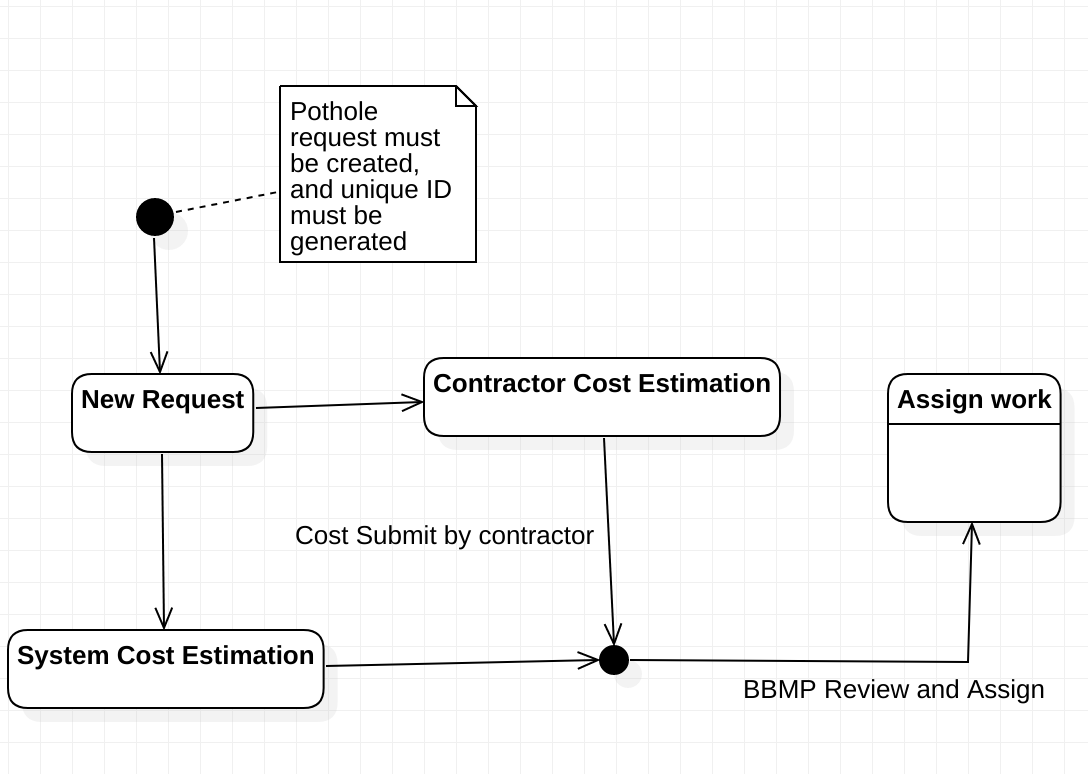 Pothole
request must
be created,
and unique ID
must be
generated
New Request
Contractor Cost Estimation
Assign work
Cost Submit by contractor
System Cost Estimation
BBMP Review and Assign